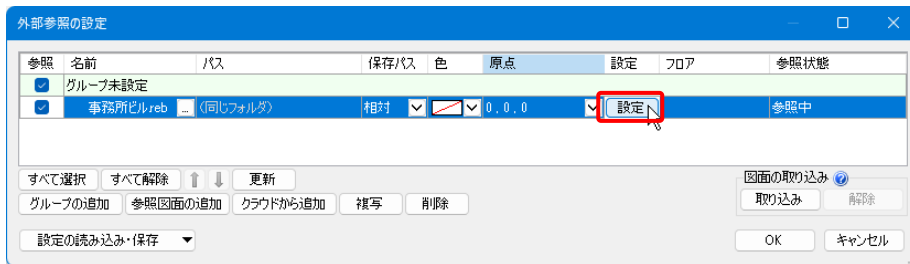 外部参照の設定
参照 名前 パス 保存パス 色 原点 設定 フロア 参照状態
グループ未設定
事務所ビル.reb ... (同じフォルダ) 相対 0, 0, 0 設定 参照中
すべて選択 すべて解除 更新
図面の取り込み
グループの追加 参照図面の追加 クラウドから追加 複写 削除
取り込み 解除
設定の読み込み・保存
OK キャンセル